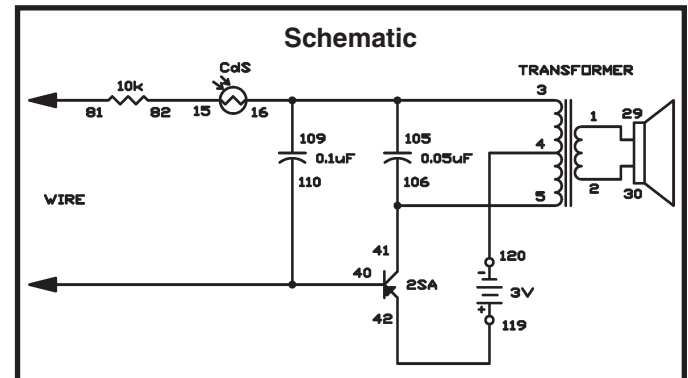 Schematic
CdS
TRANSFORMER
10k
81 82 15 16
3
109
0.1uF
110
105
0.05uF
106
4
5
1
2
29
30
WIRE
41
40
42
2SA
120
-
3V
+
119